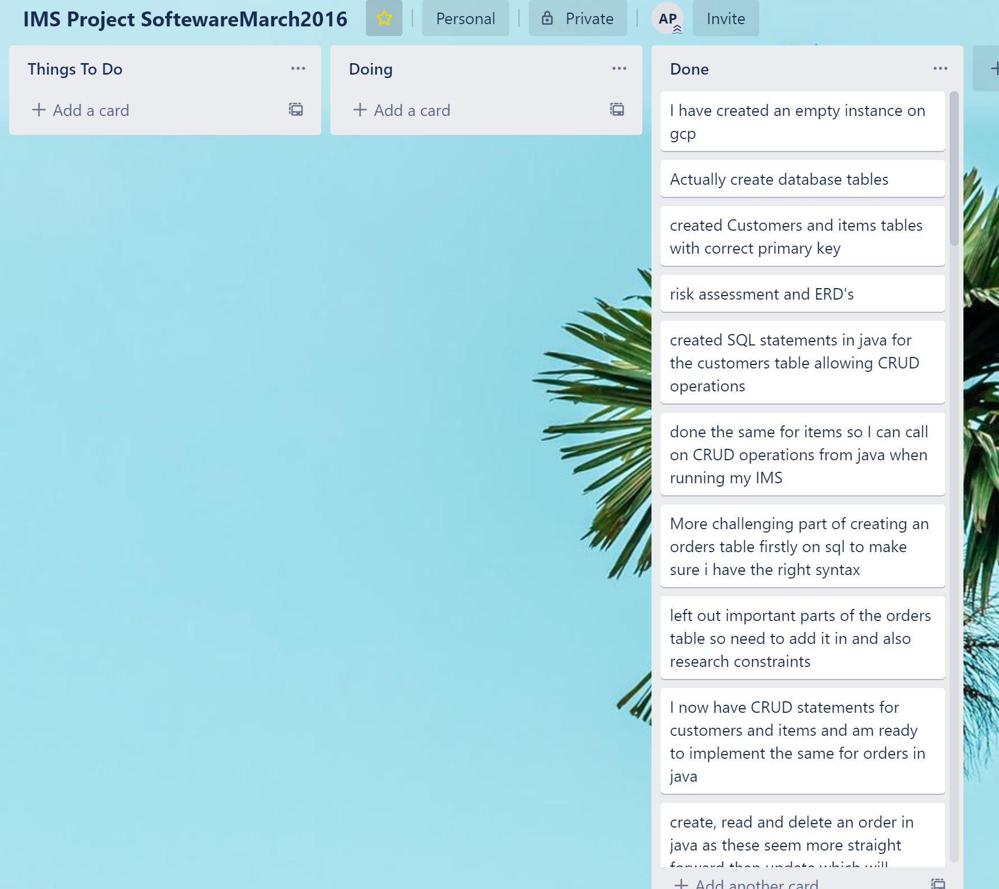 IMS Project SoftewareMarch2016
Personal
Private
AP
Invite
Things To Do
Add a card
Doing
Add a card
Done
I have created an empty instance on
gcp
Actually create database tables
created Customers and items tables
with correct primary key
risk assessment and ERD's
created SQL statements in java for
the customers table allowing CRUD
operations
done the same for items so I can call
on CRUD operations from java when
running my IMS
More challenging part of creating an
orders table firstly on sql to make
sure i have the right syntax
left out important parts of the orders
table so need to add it in and also
research constraints
I now have CRUD statements for
customers and items and am ready
to implement the same for orders in
java
create, read and delete an order in
java as these seem more straight
forward than update which will
Add another card